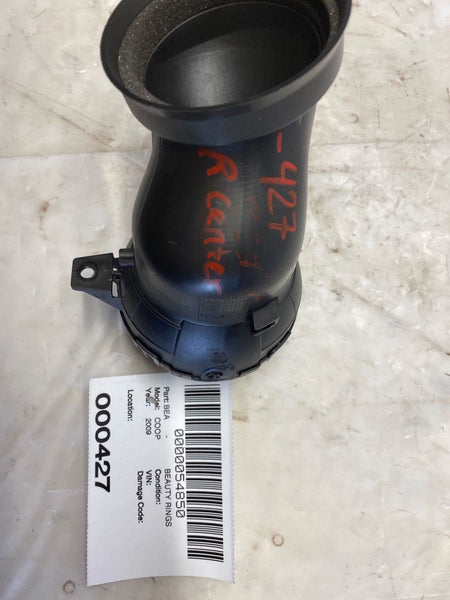 -427
R Center
0000054850
Part: BEA - BEAUTY RINGS
Model: COOP Condition:
Year: 2009 VIN:
Damage Code:
Location:
000427